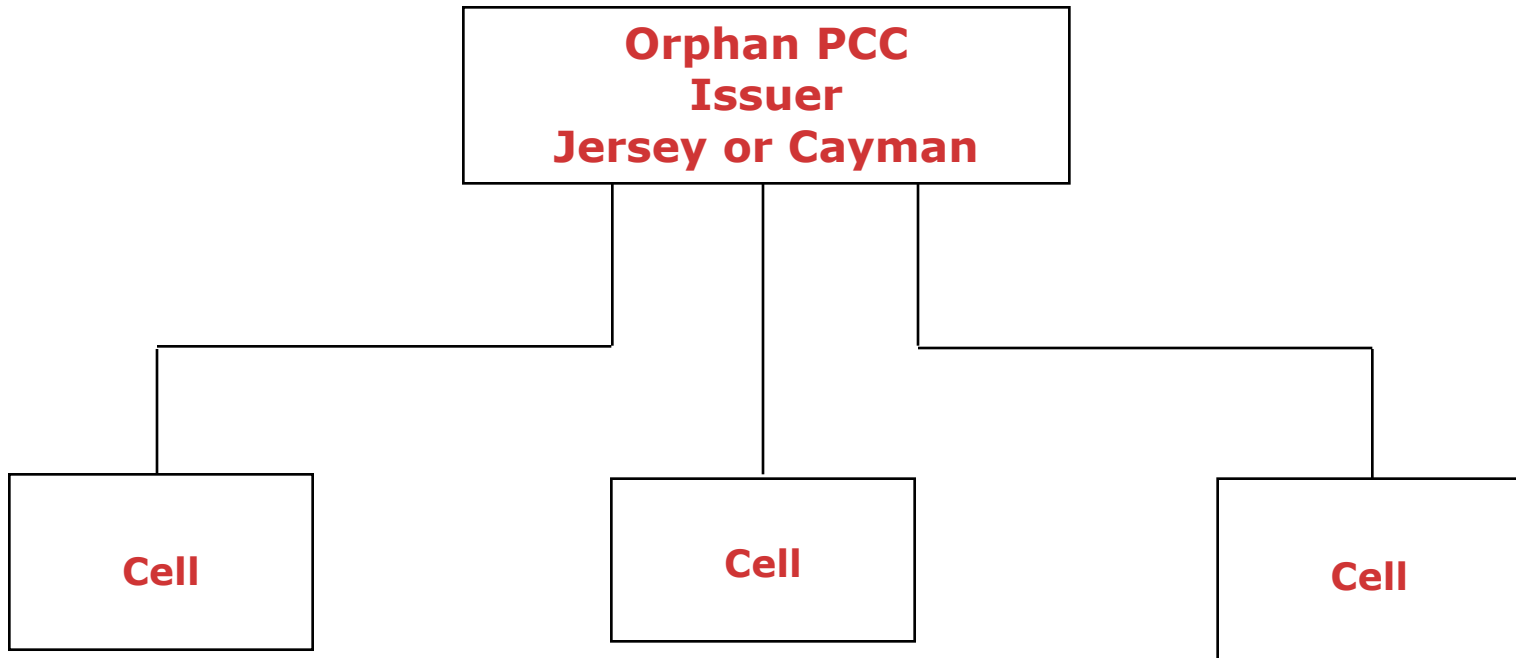 Orphan PCC
Issuer
Jersey or Cayman
Cell
Cell
Cell